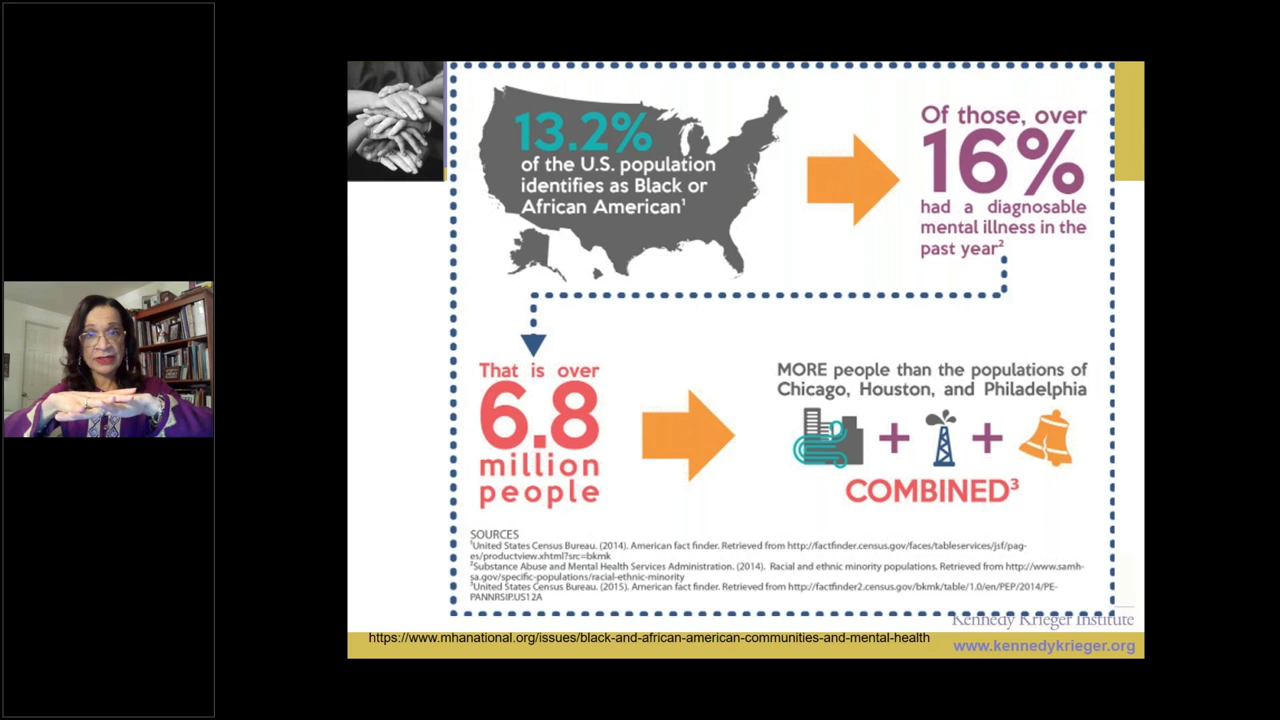 13.2%
of the U.S. population
identifies as Black or
African American¹
Of those, over
16%
had a diagnosable
mental illness in the
past year²
That is over
6.8
million
people
MORE people than the populations of
Chicago, Houston, and Philadelphia
+ +
COMBINED³
SOURCES
¹United States Census Bureau. (2014). American fact finder. Retrieved from http://factfinder.census.gov/faces/tableservices/jsf/pag-
es/productview.xhtml?src=bkmk
²Substance Abuse and Mental Health Services Administration. (2014). Racial and ethnic minority populations. Retrieved from http://www.samh-
sa.gov/specific-populations/racial-ethnic-minority
³United States Census Bureau. (2015). American fact finder. Retrieved from http://factfinder2.census.gov/bkmk/table/1.0/en/PEP/2014/PE-
PANNRSIP.US12A
Kennedy Krieger Institute
https://www.mhanational.org/issues/black-and-african-american-communities-and-mental-health
www.kennedykrieger.org